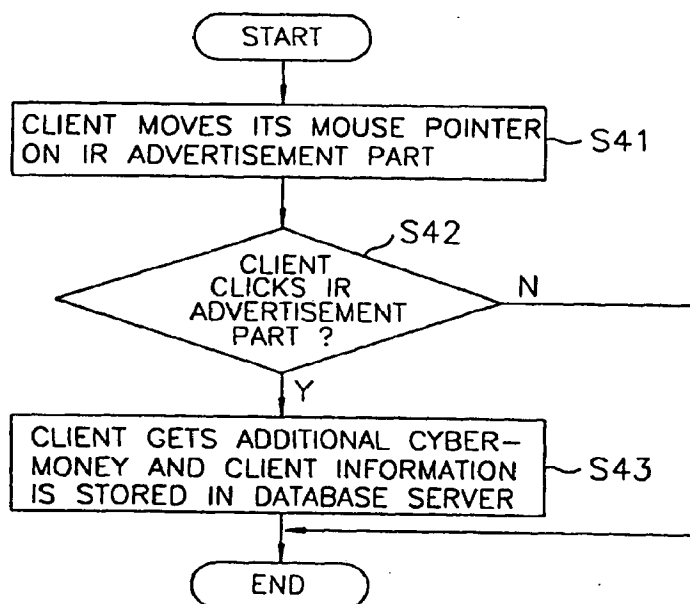 START
CLIENT MOVES ITS MOUSE POINTER
ON IR ADVERTISEMENT PART
S41
S42
CLIENT
CLICKS IR
ADVERTISEMENT
PART ?
N
Y
CLIENT GETS ADDITIONAL CYBER-
MONEY AND CLIENT INFORMATION
IS STORED IN DATABASE SERVER
S43
END